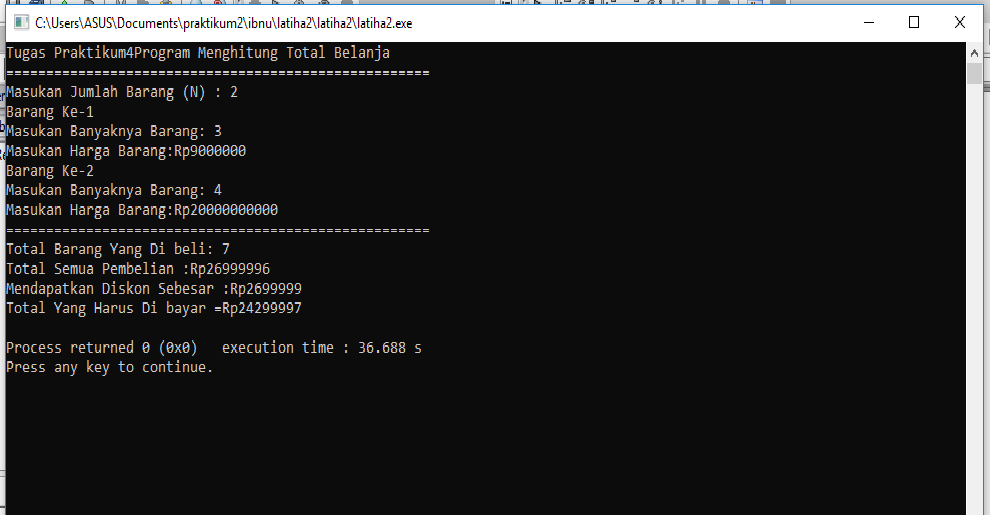 C:\Users\ASUS\Documents\praktikum2\ibnu\latiha2\latiha2\latiha2.exe
Tugas Praktikum4Program Menghitung Total Belanja
=====================================================
Masukan Jumlah Barang (N) : 2
Barang Ke-1
Masukan Banyaknya Barang: 3
Masukan Harga Barang:Rp9000000
Barang Ke-2
Masukan Banyaknya Barang: 4
Masukan Harga Barang:Rp20000000000
=====================================================
Total Barang Yang Di beli: 7
Total Semua Pembelian :Rp26999996
Mendapatkan Diskon Sebesar :Rp2699999
Total Yang Harus Di bayar =Rp24299997
Process returned 0 (0x0)   execution time : 36.688 s
Press any key to continue.